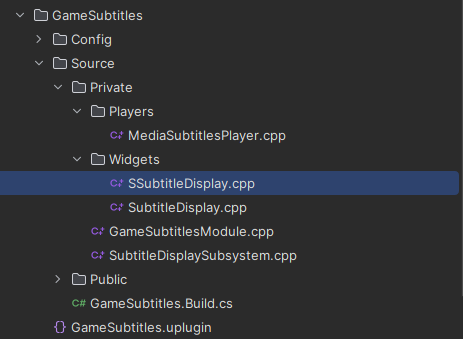 GameSubtitles
Config
Source
Private
Players
C++ MediaSubtitlesPlayer.cpp
Widgets
C++ SSubtitleDisplay.cpp
C++ SubtitleDisplay.cpp
C++ GameSubtitlesModule.cpp
C++ SubtitleDisplaySubsystem.cpp
Public
C# GameSubtitles.Build.cs
{} GameSubtitles.uplugin